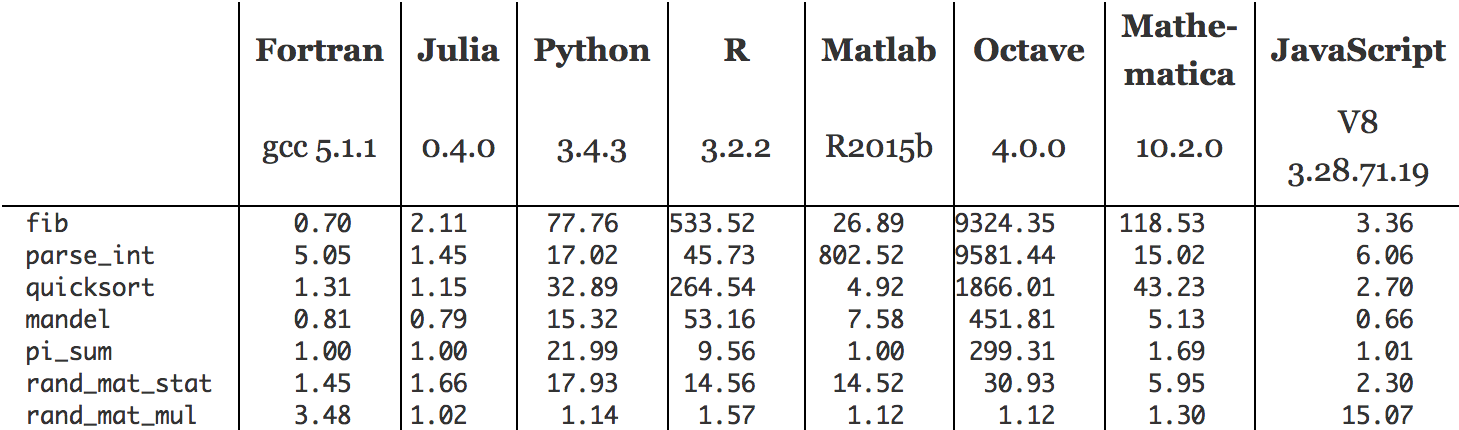 Fortran Julia Python R Matlab Octave Mathe-matica JavaScript
gcc 5.1.1 0.4.0 3.4.3 3.2.2 R2015b 4.0.0 10.2.0 V8 3.28.71.19
fib 0.70 2.11 77.76 533.52 26.89 9324.35 118.53 3.36
parse_int 5.05 1.45 17.02 45.73 802.52 9581.44 15.02 6.06
quicksort 1.31 1.15 32.89 264.54 4.92 1866.01 43.23 2.70
mandel 0.81 0.79 15.32 53.16 7.58 451.81 5.13 0.66
pi_sum 1.00 1.00 21.99 9.56 1.00 299.31 1.69 1.01
rand_mat_stat 1.45 1.66 17.93 14.56 14.52 30.93 5.95 2.30
rand_mat_mul 3.48 1.02 1.14 1.57 1.12 1.12 1.30 15.07